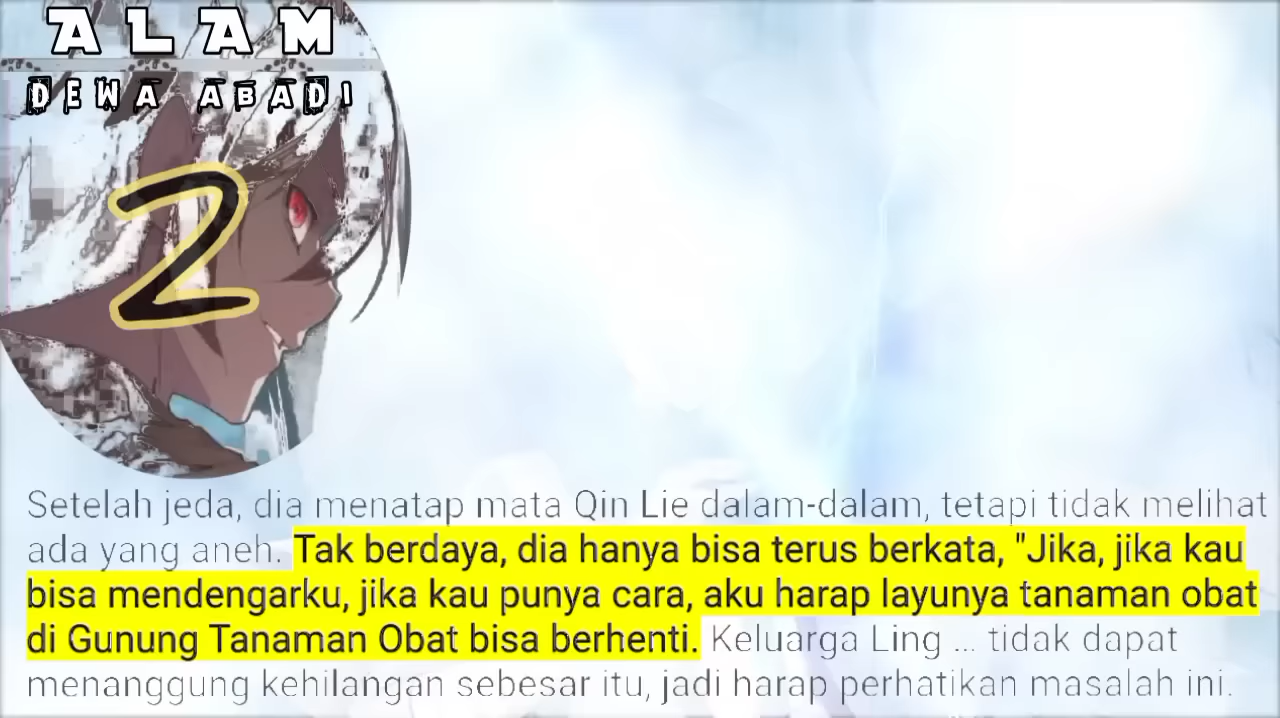 ALAM
DEWA ABADI
2
Setelah jeda, dia menatap mata Qin Lie dalam-dalam, tetapi tidak melihat
ada yang aneh. Tak berdaya, dia hanya bisa terus berkata, "Jika, jika kau
bisa mendengarku, jika kau punya cara, aku harap layunya tanaman obat
di Gunung Tanaman Obat bisa berhenti. Keluarga Ling ... tidak dapat
menanggung kehilangan sebesar itu, jadi harap perhatikan masalah ini.